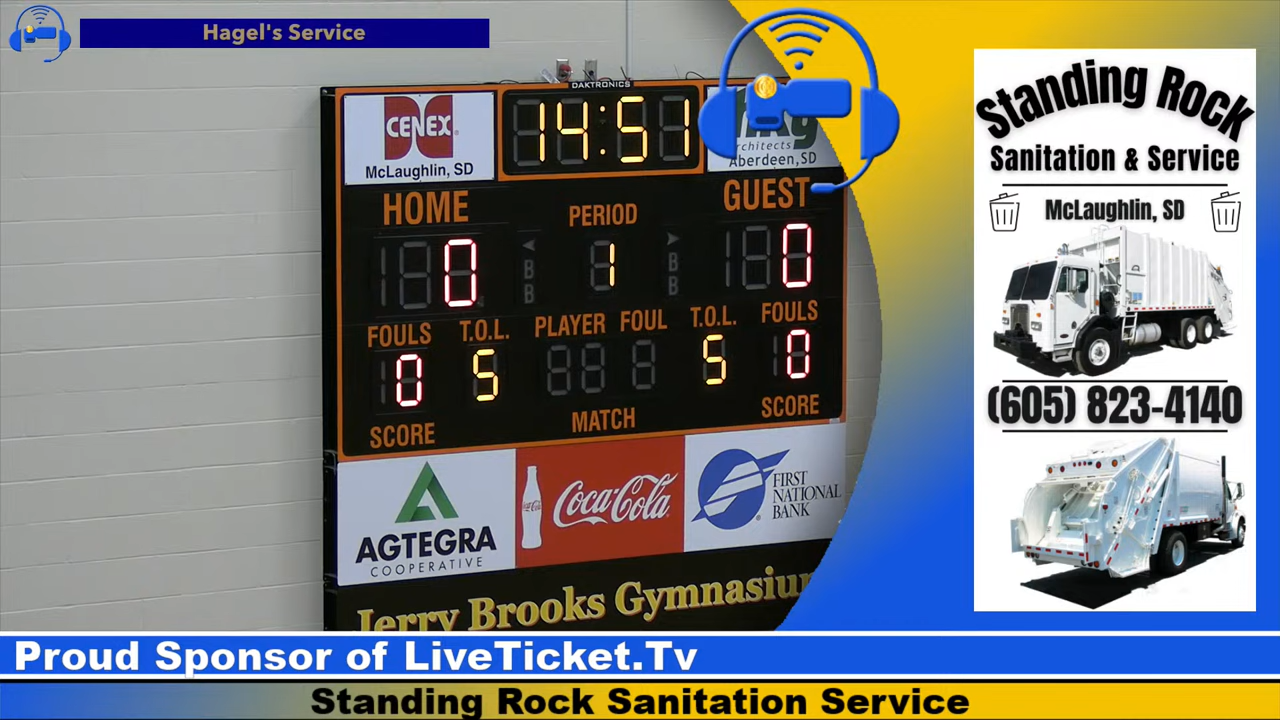 Hagel's Service
DAKTRONICS
CENEX
McLaughlin, SD
14:51
architects
Aberdeen, SD
HOME
PERIOD
GUEST
0
1
0
B
B
B
B
FOULS
T.O.L.
PLAYER
FOUL
T.O.L.
FOULS
0
5
5
0
SCORE
MATCH
SCORE
AGTEGRA
COOPERATIVE
Coca-Cola
FIRST
NATIONAL
BANK
Jerry Brooks Gymnasium
Standing Rock
Sanitation & Service
McLaughlin, SD
(605) 823-4140
Proud Sponsor of LiveTicket.Tv
Standing Rock Sanitation Service